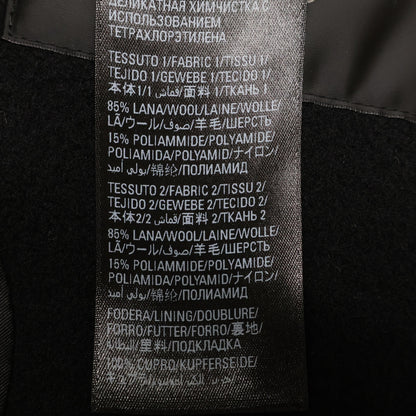 ДЕЛИКАТНАЯ ХИМЧИСТКА С
ИСПОЛЬЗОВАНИЕМ
ТЕТРАХЛОРЭТИЛЕНА
TESSUTO 1/FABRIC 1/TISSU 1/
TEJIDO 1/GEWEBE 1/TECIDO 1/
本体1/1 قماش/面料 1/ТКАНЬ 1
85% LANA/WOOL/LAINE/WOLLE/
LÃ/ウール/صوف/羊毛/ШЕРСТЬ
15% POLIAMMIDE/POLYAMIDE/
POLIAMIDA/POLYAMID/ナイロン/
بولي أميد/锦纶/ПОЛИАМИД
TESSUTO 2/FABRIC 2/TISSU 2/
TEJIDO 2/GEWEBE 2/TECIDO 2/
本体2/2 قماش/面料 2/ТКАНЬ 2
85% LANA/WOOL/LAINE/WOLLE/
LÃ/ウール/صوف/羊毛/ШЕРСТЬ
15% POLIAMMIDE/POLYAMIDE/
POLIAMIDA/POLYAMID/ナイロン/
بولي أميد/锦纶/ПОЛИАМИД
FODERA/LINING/DOUBLURE/
FORRO/FUTTER/FORRO/裏地/
البطانة/里料/ПОДКЛАДКА
100% CUPRO/KUPFERSEIDE/